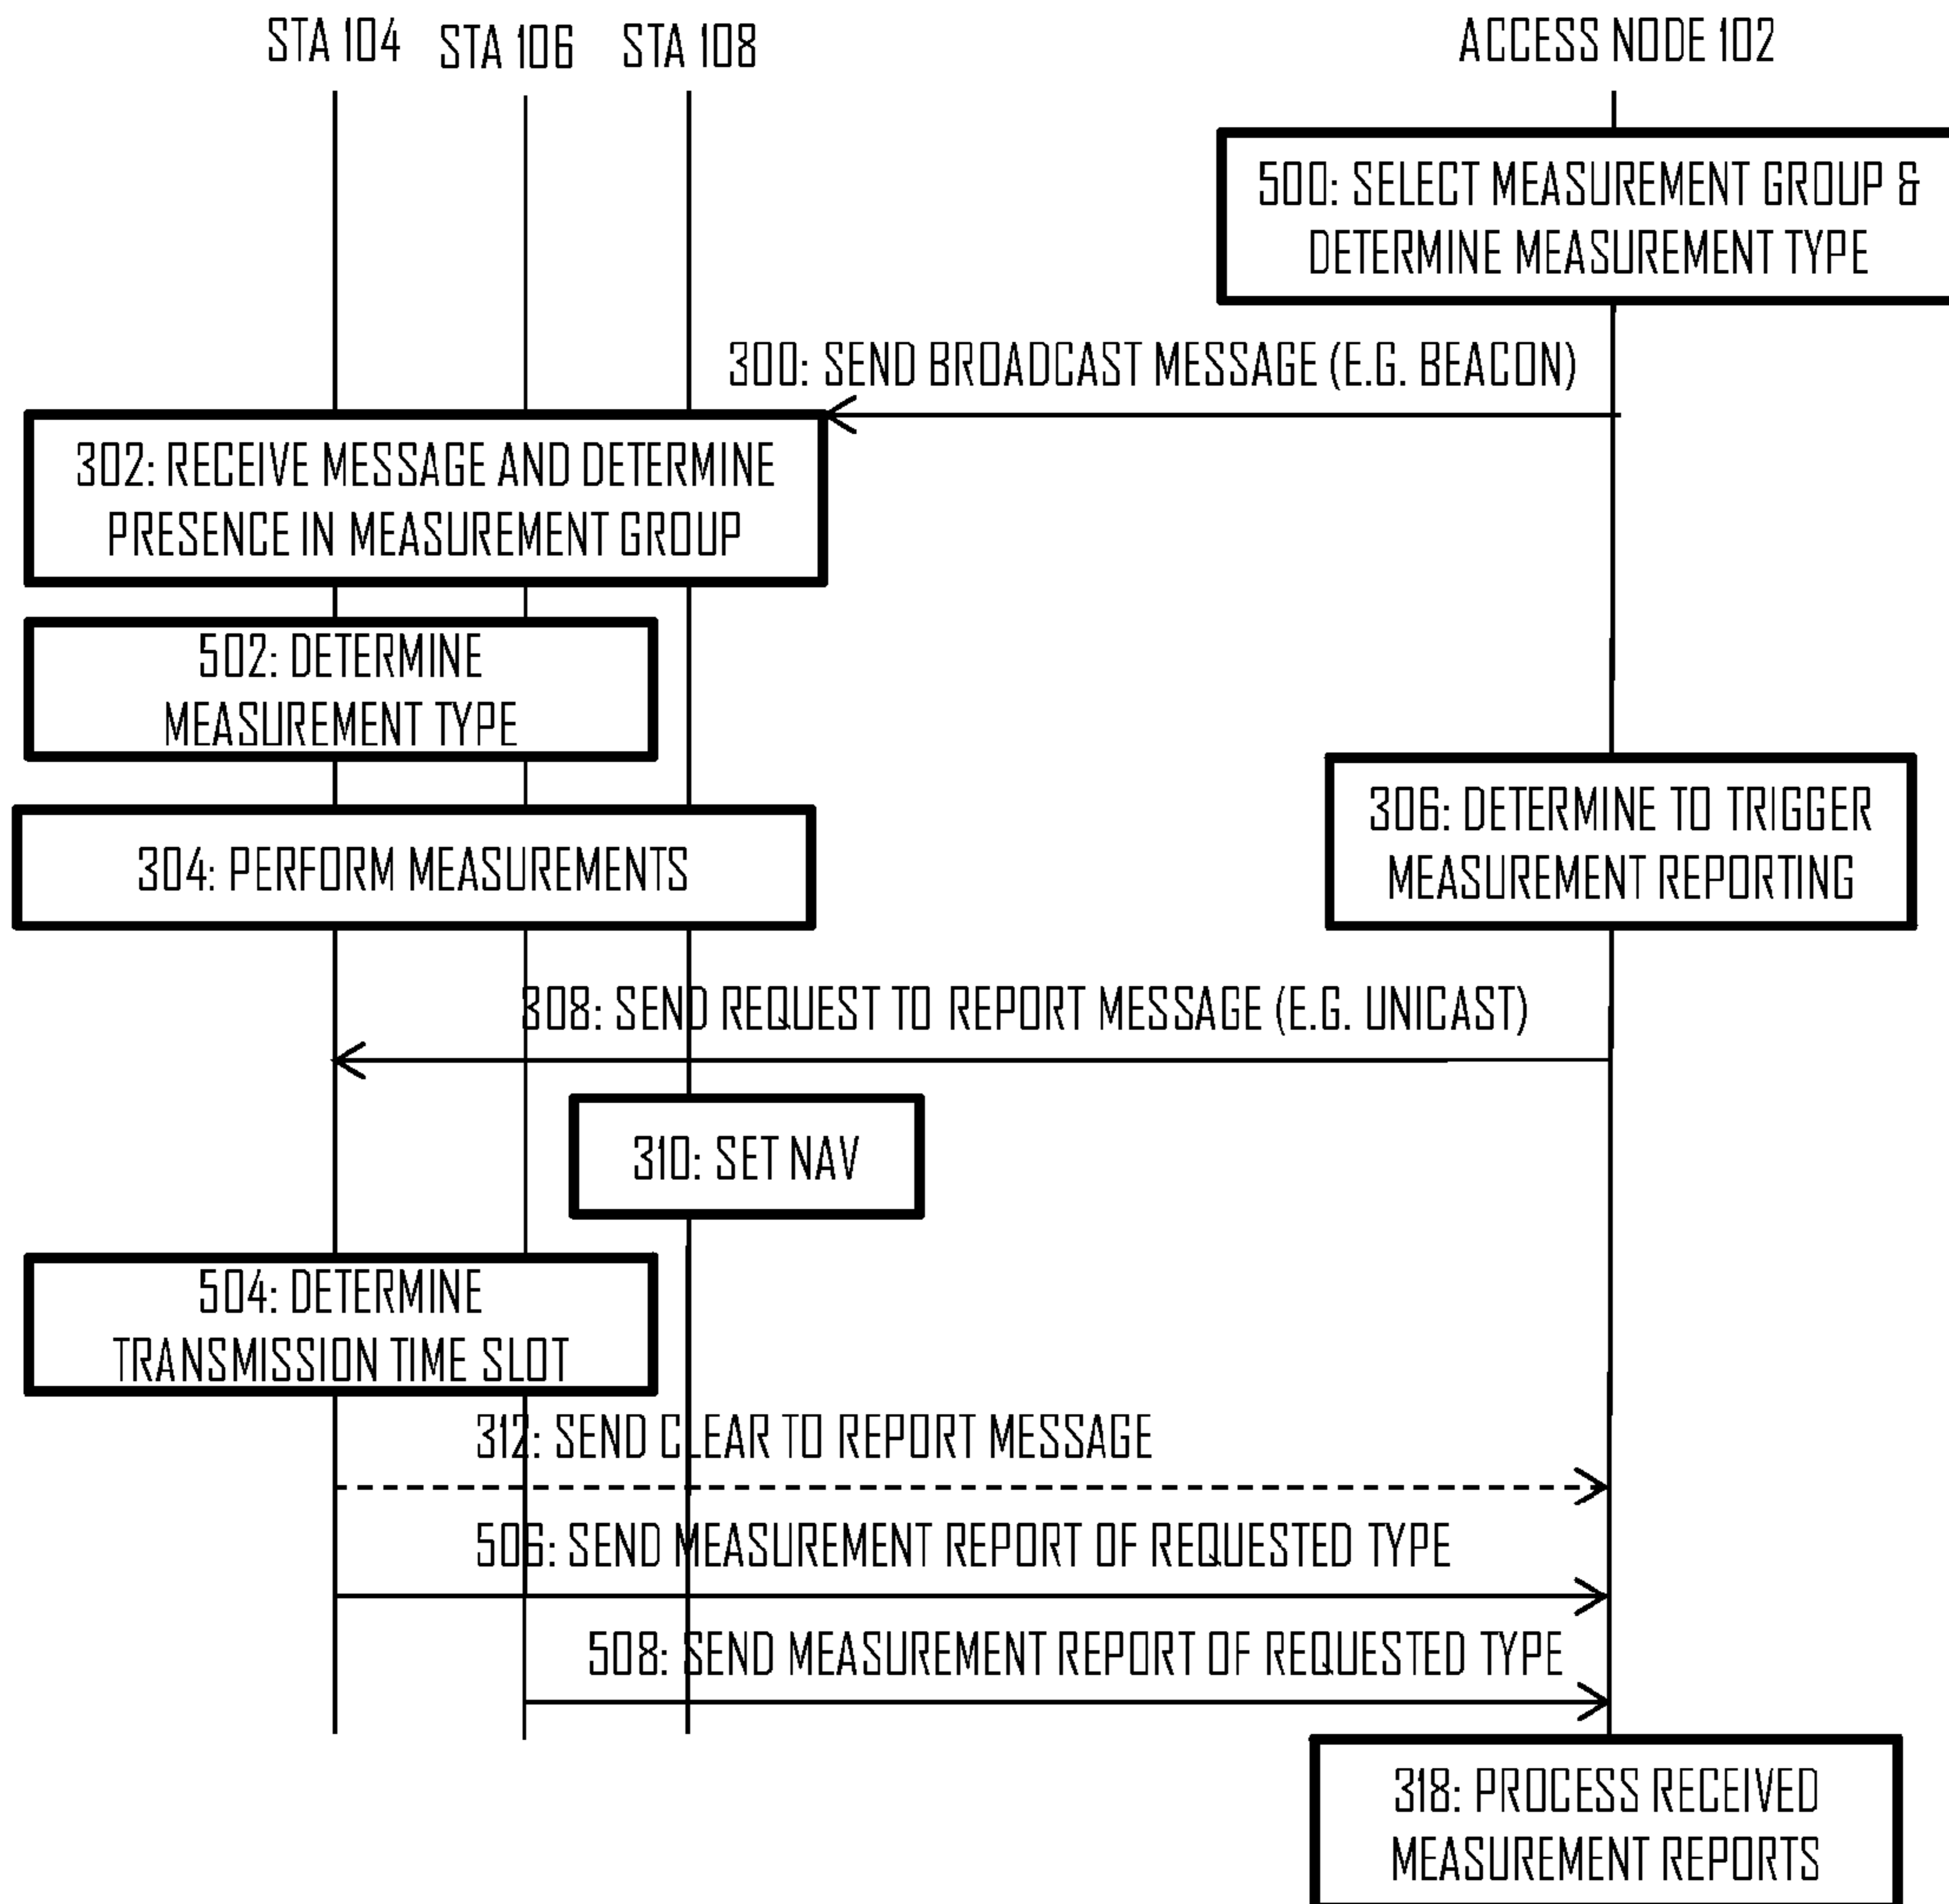 STA 104 STA 106 STA 108 ACCESS NODE 102
500: SELECT MEASUREMENT GROUP &
DETERMINE MEASUREMENT TYPE
300: SEND BROADCAST MESSAGE (E.G. BEACON)
302: RECEIVE MESSAGE AND DETERMINE
PRESENCE IN MEASUREMENT GROUP
502: DETERMINE
MEASUREMENT TYPE
304: PERFORM MEASUREMENTS
306: DETERMINE TO TRIGGER
MEASUREMENT REPORTING
308: SEND REQUEST TO REPORT MESSAGE (E.G. UNICAST)
310: SET NAV
504: DETERMINE
TRANSMISSION TIME SLOT
312: SEND CLEAR TO REPORT MESSAGE
506: SEND MEASUREMENT REPORT OF REQUESTED TYPE
508: SEND MEASUREMENT REPORT OF REQUESTED TYPE
318: PROCESS RECEIVED
MEASUREMENT REPORTS